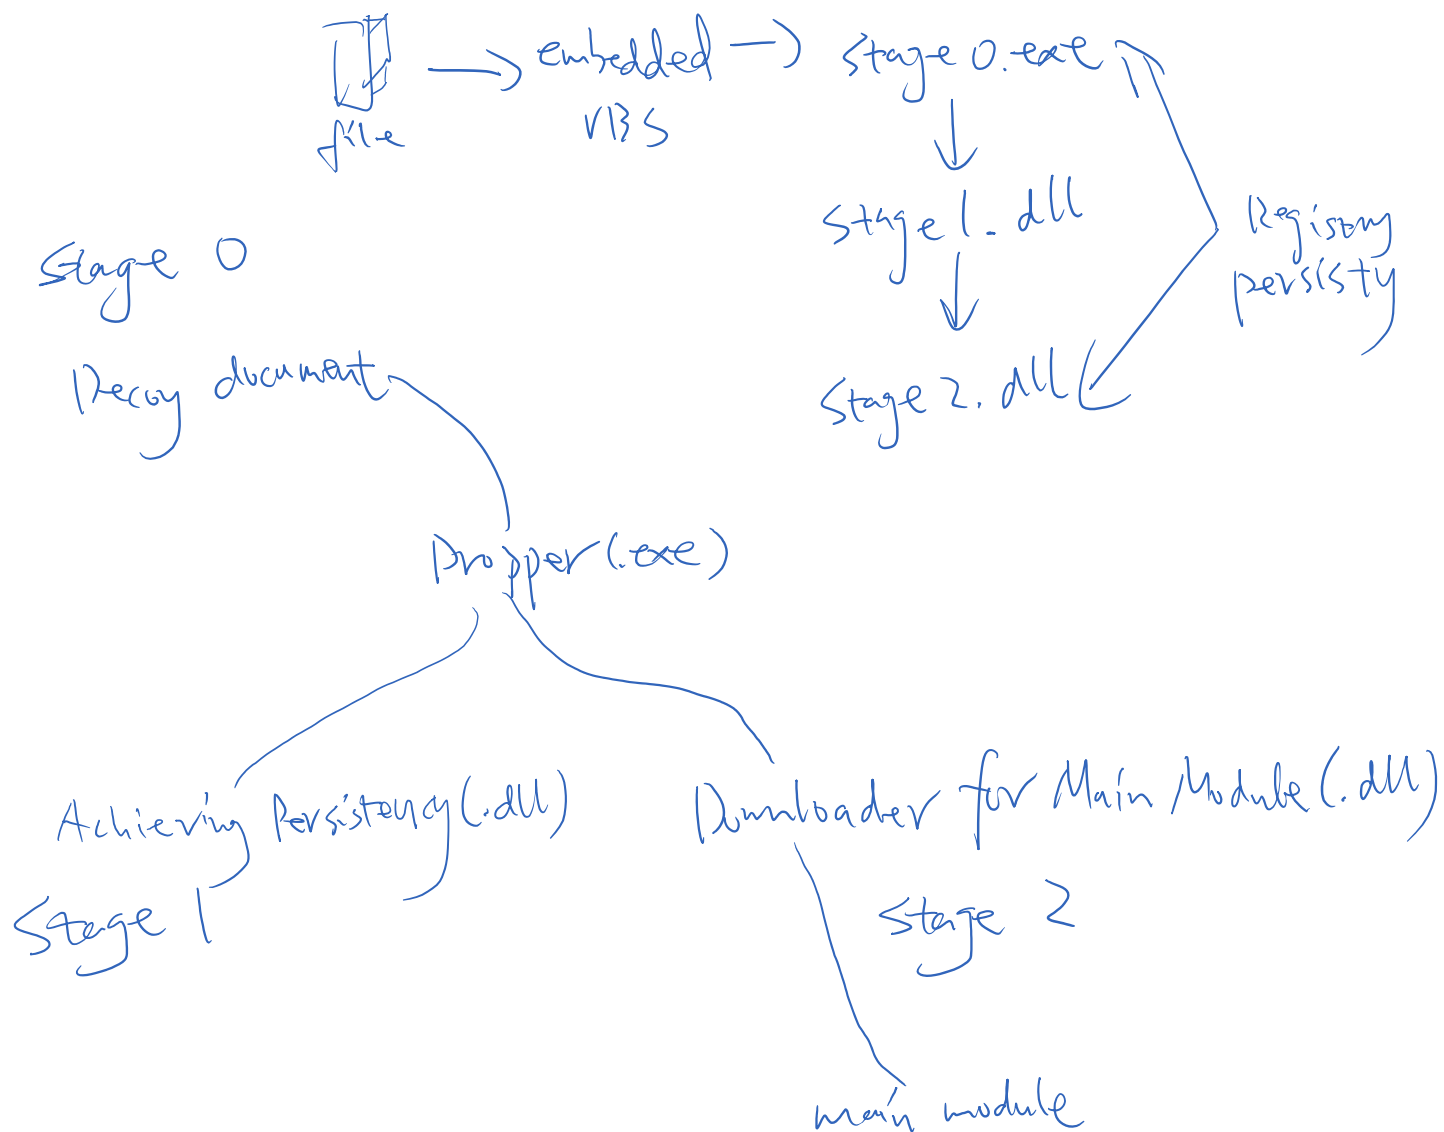 file
embedded
VBS
stage 0.exe
stage 1.dll
stage 2.dll
Registry
persisty
Stage 0
Decoy document
Dropper(.exe)
Achieving Persistency(.dll)
Stage 1
Downloader for Main Module(.dll)
Stage 2
main module